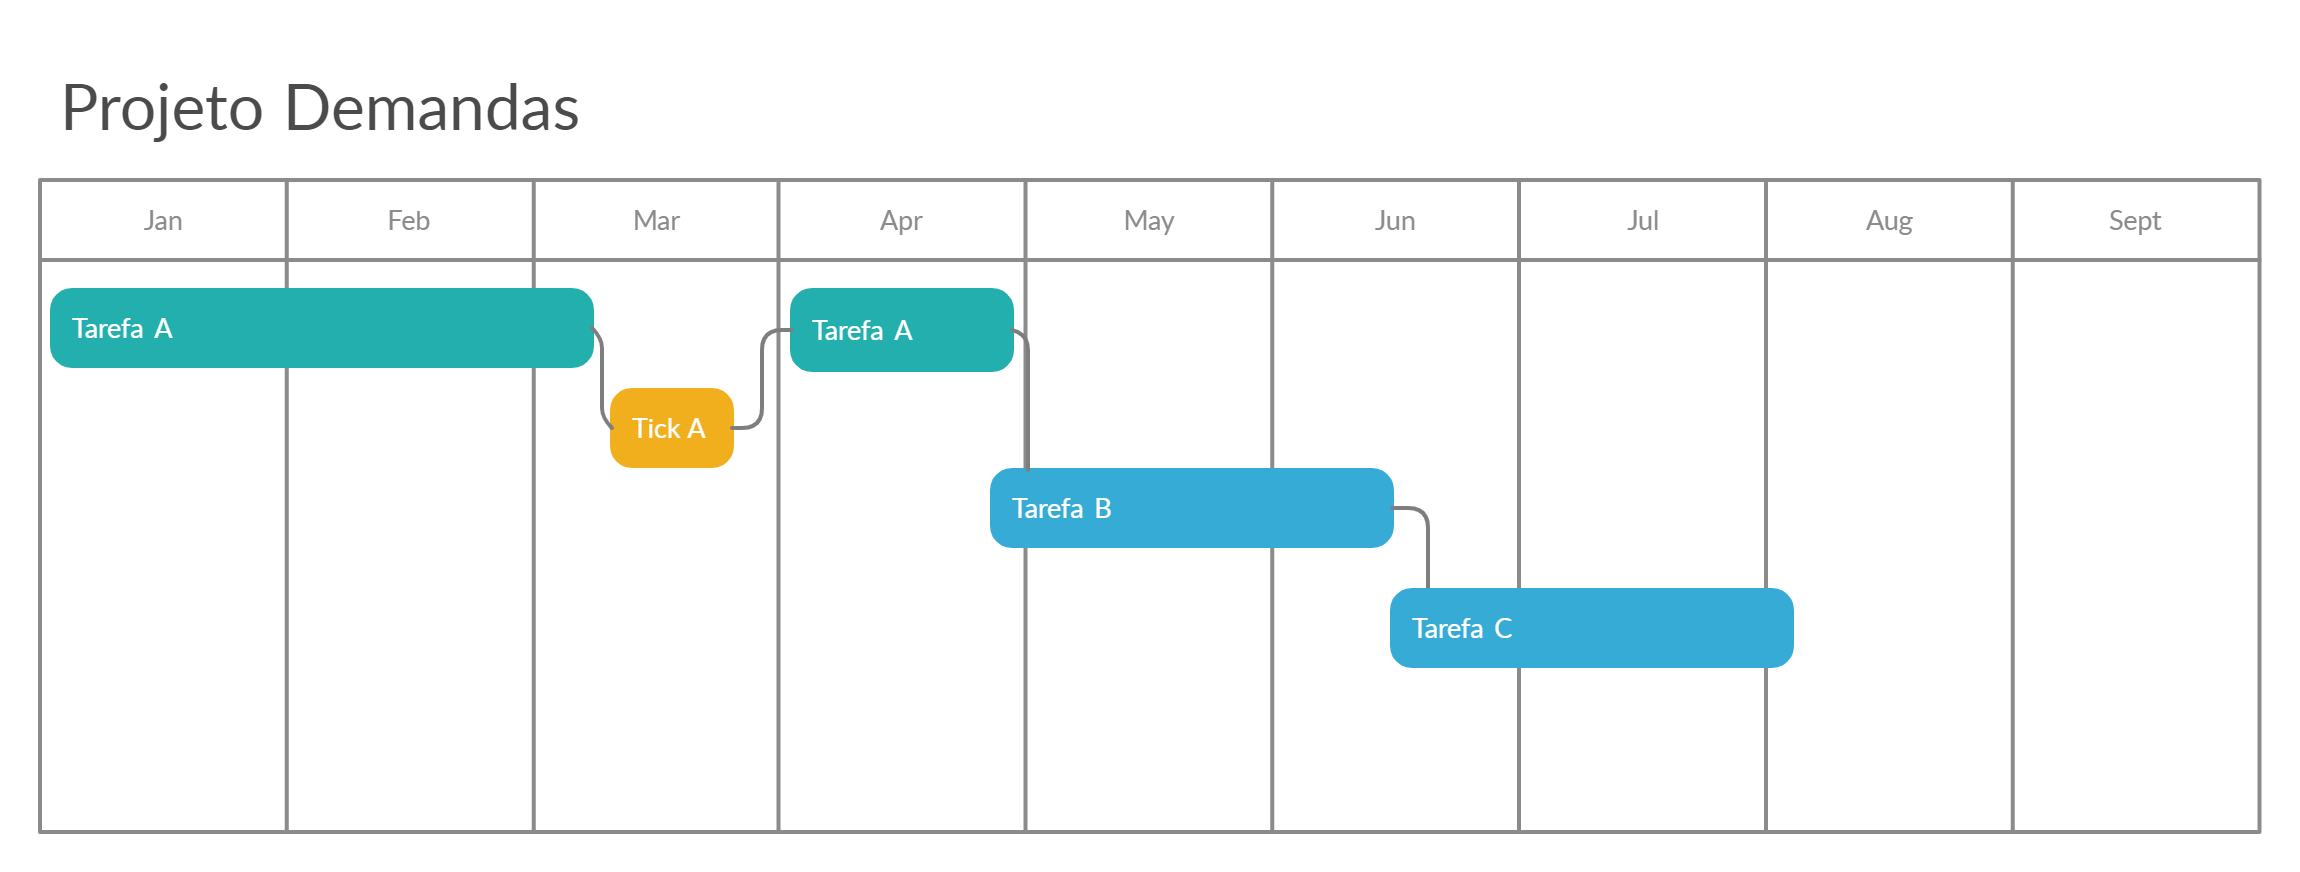 Projeto Demandas
Jan Feb Mar Apr May Jun Jul Aug Sept
Tarefa A Tarefa A
Tick A
Tarefa B
Tarefa C